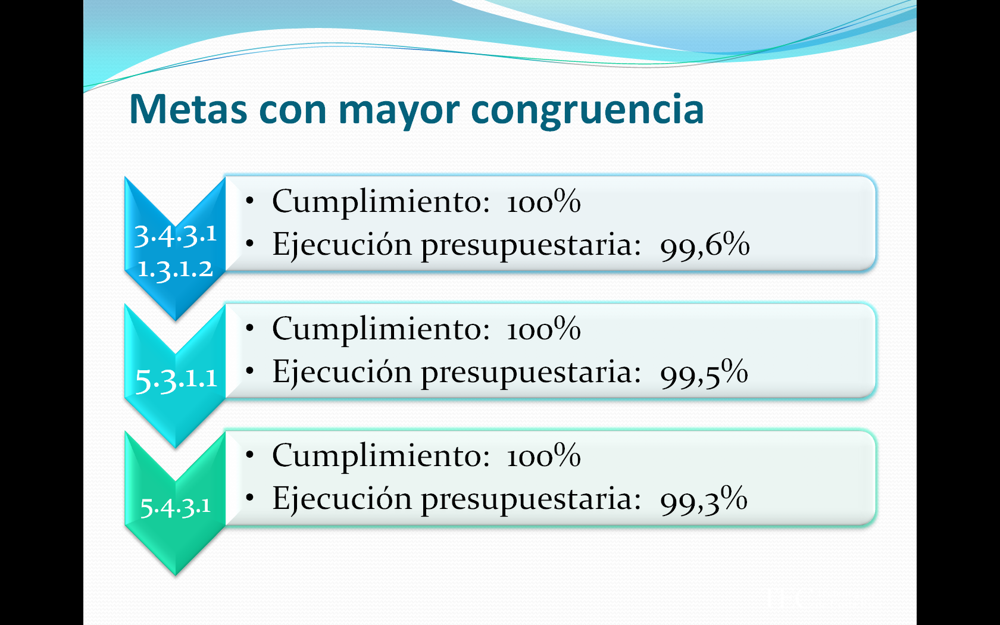 Metas con mayor congruencia
3.4.3.1
1.3.1.2
• Cumplimiento: 100%
• Ejecución presupuestaria: 99,6%
5.3.1.1
• Cumplimiento: 100%
• Ejecución presupuestaria: 99,5%
5.4.3.1
• Cumplimiento: 100%
• Ejecución presupuestaria: 99,3%